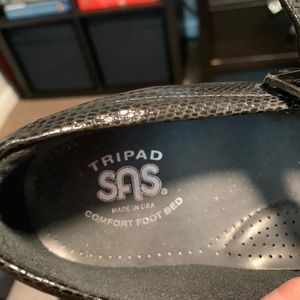 TRIPAD
SAS®
MADE IN USA
COMFORT FOOT BED